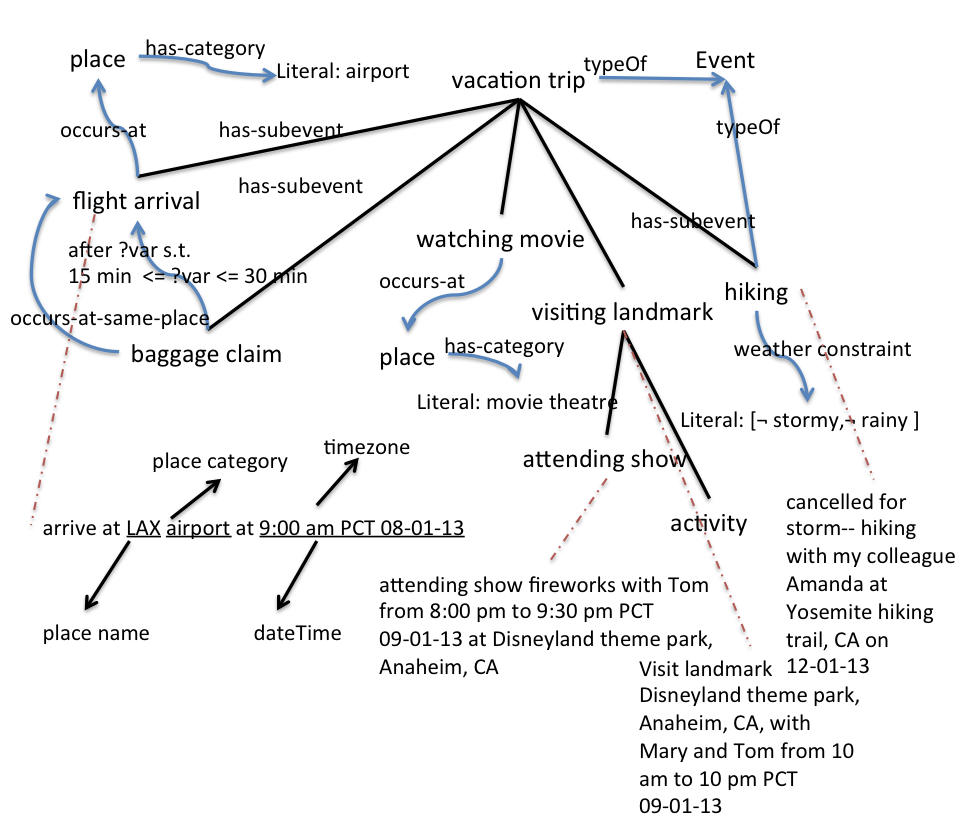 place
has-category
Literal: airport
vacation trip
typeOf
Event
occurs-at
has-subevent
typeOf
has-subevent
flight arrival
has-subevent
after ?var s.t.
15 min <= ?var <= 30 min
watching movie
occurs-at
hiking
visiting landmark
occurs-at-same-place
baggage claim
place
has-category
weather constraint
Literal: movie theatre
Literal: [¬ stormy,¬ rainy ]
place category
timezone
attending show
arrive at LAX airport at 9:00 am PCT 08-01-13
activity
place name
dateTime
attending show fireworks with Tom
from 8:00 pm to 9:30 pm PCT
09-01-13 at Disneyland theme park,
Anaheim, CA
cancelled for
storm-- hiking
with my colleague
Amanda at
Yosemite hiking
trail, CA on
12-01-13
Visit landmark
Disneyland theme park,
Anaheim, CA, with
Mary and Tom from 10
am to 10 pm PCT
09-01-13